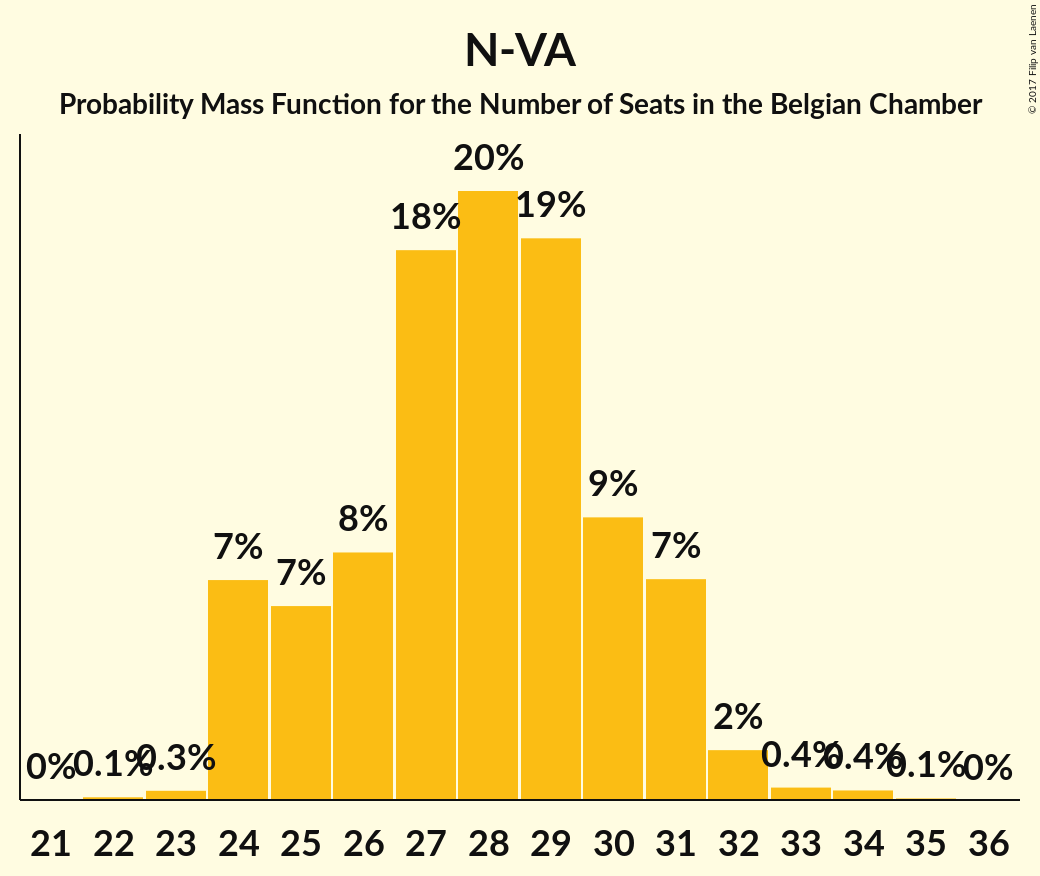 N-VA
Probability Mass Function for the Number of Seats in the Belgian Chamber
© 2017 Filip van Laenen
0% 0.1% 0.3% 7% 7% 8% 18% 20% 19% 9% 7% 2% 0.4% 0.4% 0.1% 0%
21 22 23 24 25 26 27 28 29 30 31 32 33 34 35 36